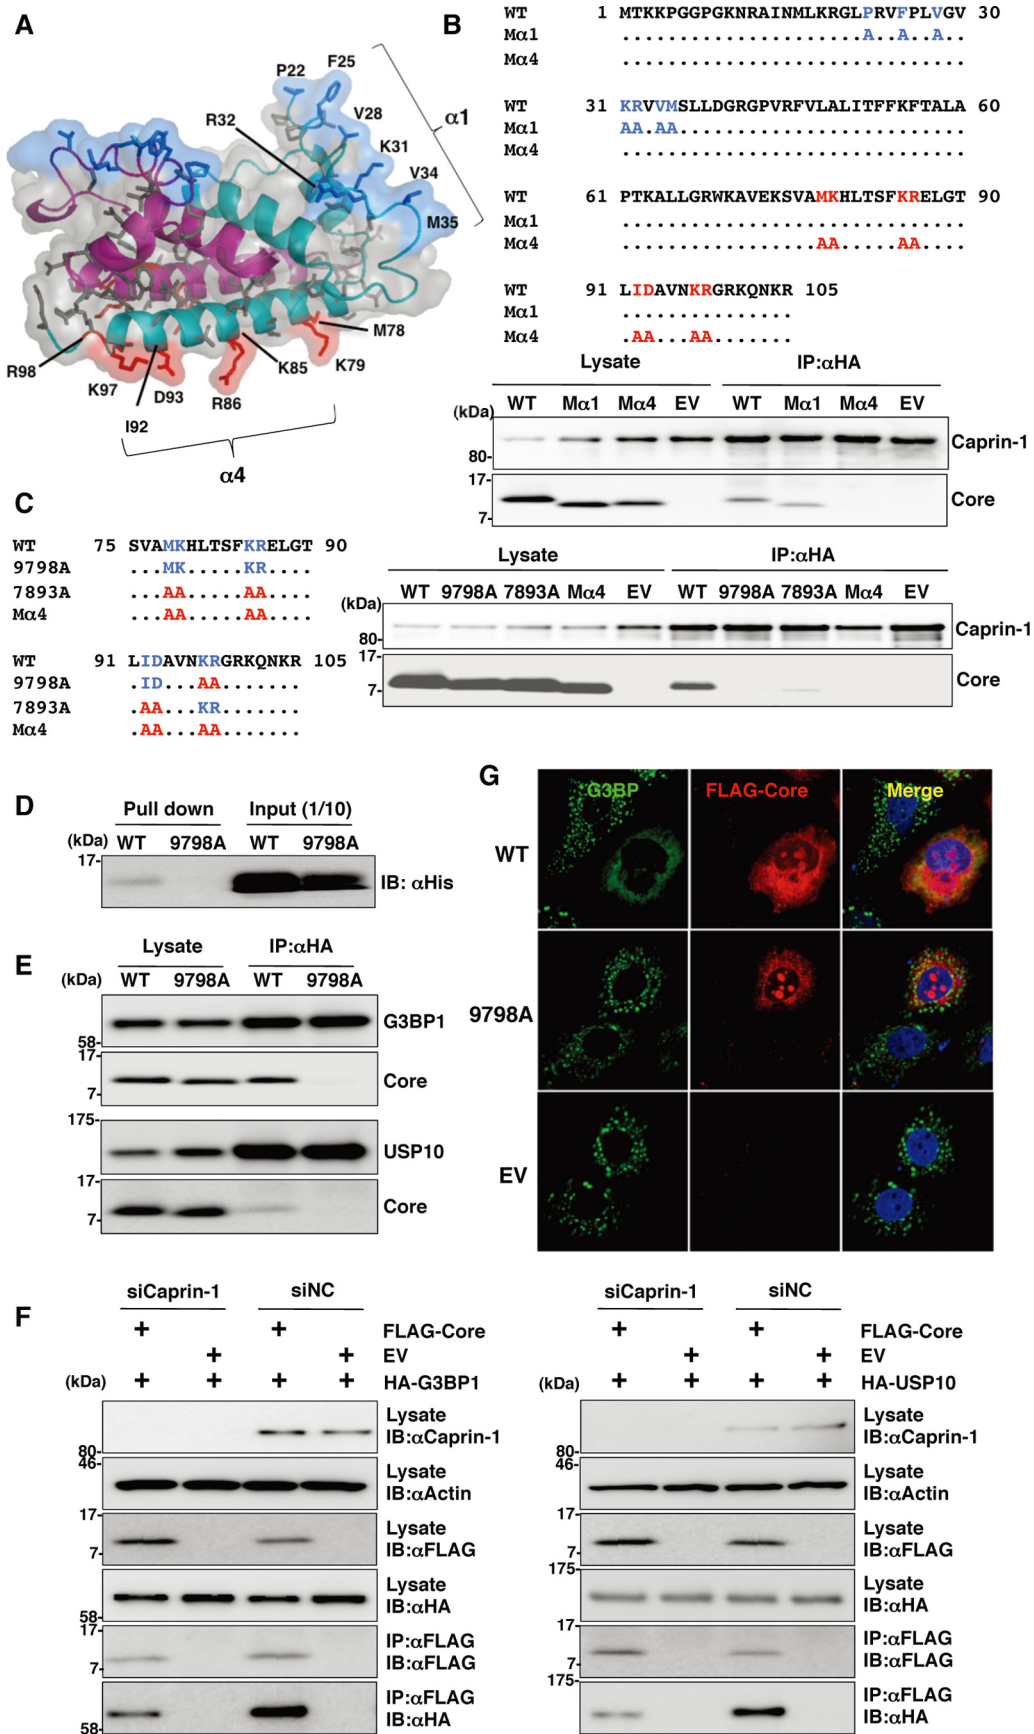 A
P22
F25
R32
V28
α1
K31
V34
M35
M78
K79
K85
R86
D93
K97
R98
I92
α4
B
WT 1 MTKKPGGPGKNRAINMLKRGLPRVFPLVGV 30
Mα1 .....................A..A..A..
Mα4 ..............................
WT 31 KRVVMSLLDGRGPVRFVLALITFFKFTALA 60
Mα1 AA.AA.........................
Mα4 ..............................
WT 61 PTKALLGRWKAVEKSVAMKHLTSFKRELGT 90
Mα1 ..............................
Mα4 .................AA.....AA....
WT 91 LIDAVNKRGRKQNKR 105
Mα1 ...............
Mα4 .AA...AA.......
Lysate IP:αHA
WT Mα1 Mα4 EV WT Mα1 Mα4 EV
(kDa)
Caprin-1
80-
17-
Core
7-
C
WT 75 SVAMKHLTSFKRELGT 90
9798A ...MK.....KR....
7893A ...AA.....AA....
Mα4 ...AA.....AA....
WT 91 LIDAVNKRGRKQNKR 105
9798A .ID...AA.......
7893A .AA...KR.......
Mα4 .AA...AA.......
Lysate IP:αHA
WT 9798A 7893A Mα4 EV WT 9798A 7893A Mα4 EV
(kDa)
Caprin-1
80-
17-
Core
7-
D
Pull down Input (1/10)
(kDa) WT 9798A WT 9798A
17-
IB: αHis
E
Lysate IP:αHA
(kDa) WT 9798A WT 9798A
G3BP1
58-
17-
Core
7-
175-
USP10
17-
Core
7-
G
G3BP FLAG-Core Merge
WT
9798A
EV
F
siCaprin-1 siNC
+ + FLAG-Core
+ + EV
(kDa) + + + + HA-G3BP1
Lysate
IB:αCaprin-1
80-
46-
Lysate
IB:αActin
17-
Lysate
IB:αFLAG
7-
Lysate
IB:αHA
58-
17-
IP:αFLAG
IB:αFLAG
7-
IP:αFLAG
IB:αHA
58-
siCaprin-1 siNC
+ + FLAG-Core
+ + EV
(kDa) + + + + HA-USP10
Lysate
IB:αCaprin-1
80-
46-
Lysate
IB:αActin
17-
Lysate
IB:αFLAG
7-
175-
Lysate
IB:αHA
17-
IP:αFLAG
IB:αFLAG
7-
175-
IP:αFLAG
IB:αHA